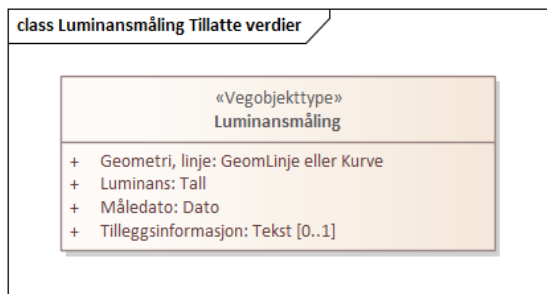 class Luminansmåling Tillatte verdier
«Vegobjekttype»
Luminansmåling
+ Geometri, linje: GeomLinje eller Kurve
+ Luminans: Tall
+ Måledato: Dato
+ Tilleggsinformasjon: Tekst [0..1]